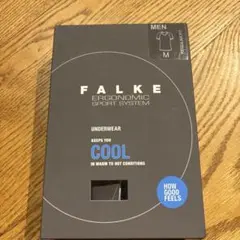 MEN
M
FALKE
ERGONOMIC
SPORT SYSTEM
UNDERWEAR
KEEPS YOU
COOL
IN WARM TO HOT CONDITIONS
HOW
GOOD
FEELS.